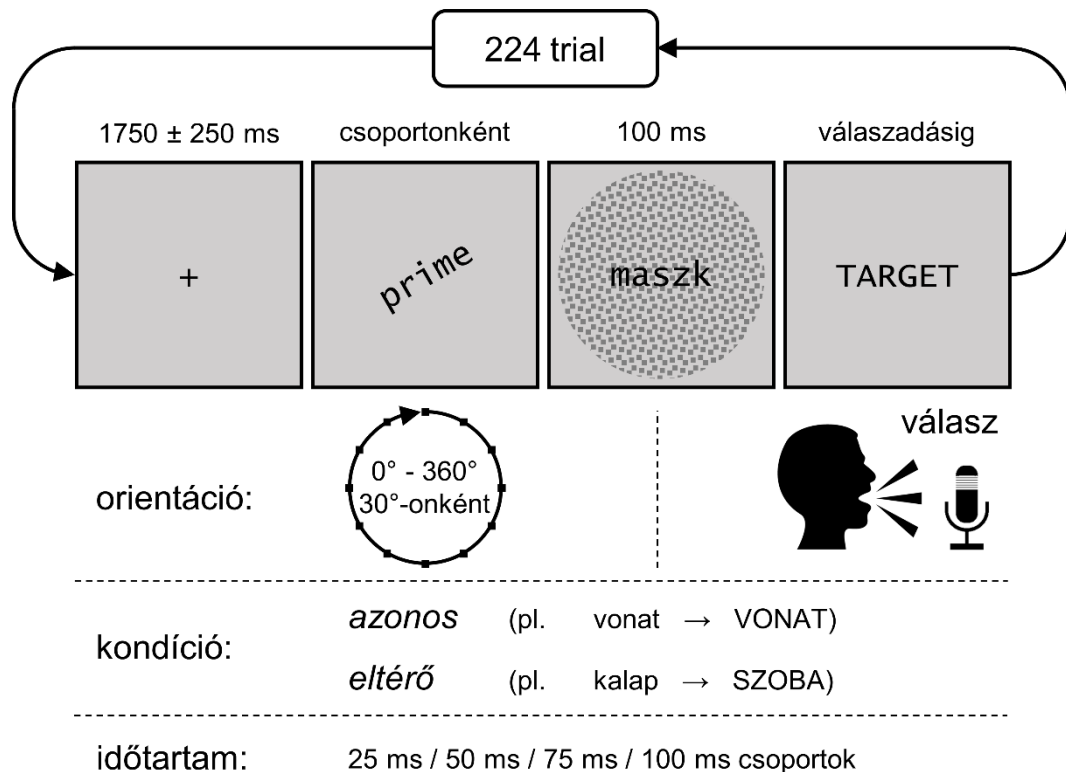 224 trial
1750 ± 250 ms csoportonként 100 ms válaszadásig
+ prime maszk TARGET
válasz
orientáció: 0° - 360°
30°-onként
kondíció:
azonos (pl. vonat → VONAT)
eltérő (pl. kalap → SZOBA)
időtartam: 25 ms / 50 ms / 75 ms / 100 ms csoportok